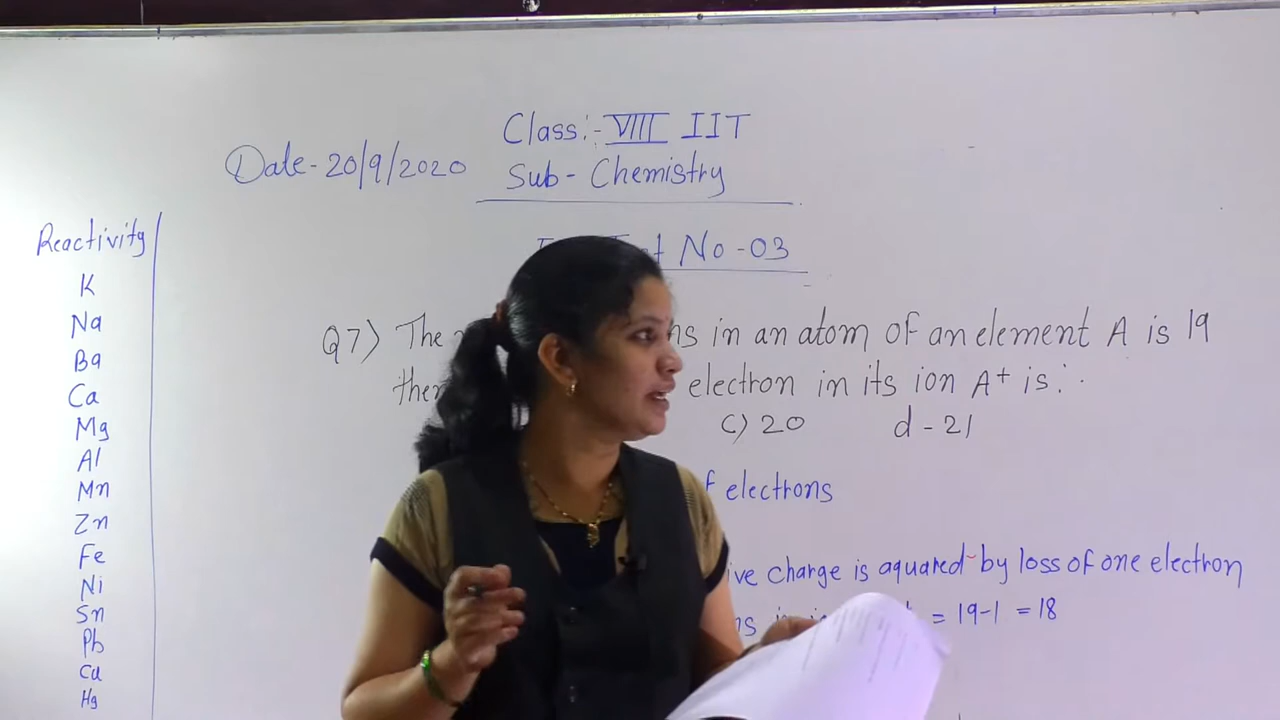 Class:- VIII IIT
Date- 20/9/2020
Sub- Chemistry
No -03
Reactivity
K
Na
Ba
Ca
Mg
Al
Mn
Zn
Fe
Ni
Sn
Pb
Cu
Hg
Q7) The ns in an atom of an element A is 19
then electron in its ion A+ is:.
c) 20 d - 21
f electrons
ive charge is aquared by loss of one electron
ns = 19-1 = 18